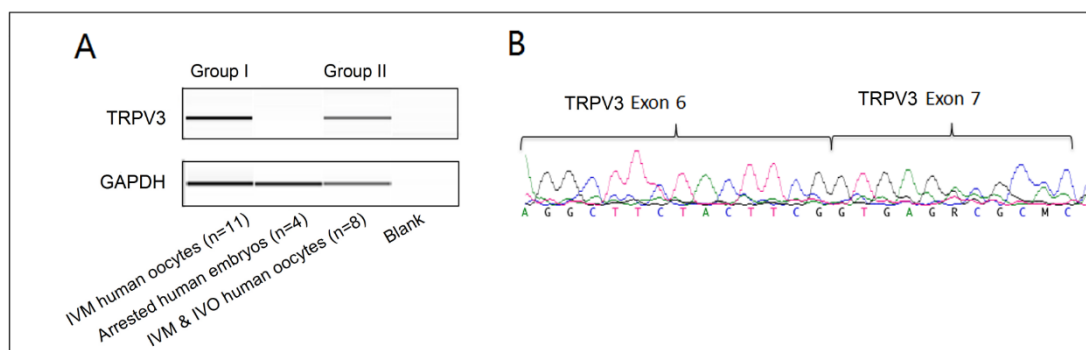 A
Group I Group II
TRPV3
GAPDH
IVM human oocytes (n=11)
Arrested human embryos (n=4)
IVM & IVO human oocytes (n=8)
Blank
B
TRPV3 Exon 6
TRPV3 Exon 7
A G G C T T C T A C T T C G G T G A G R C G C M C